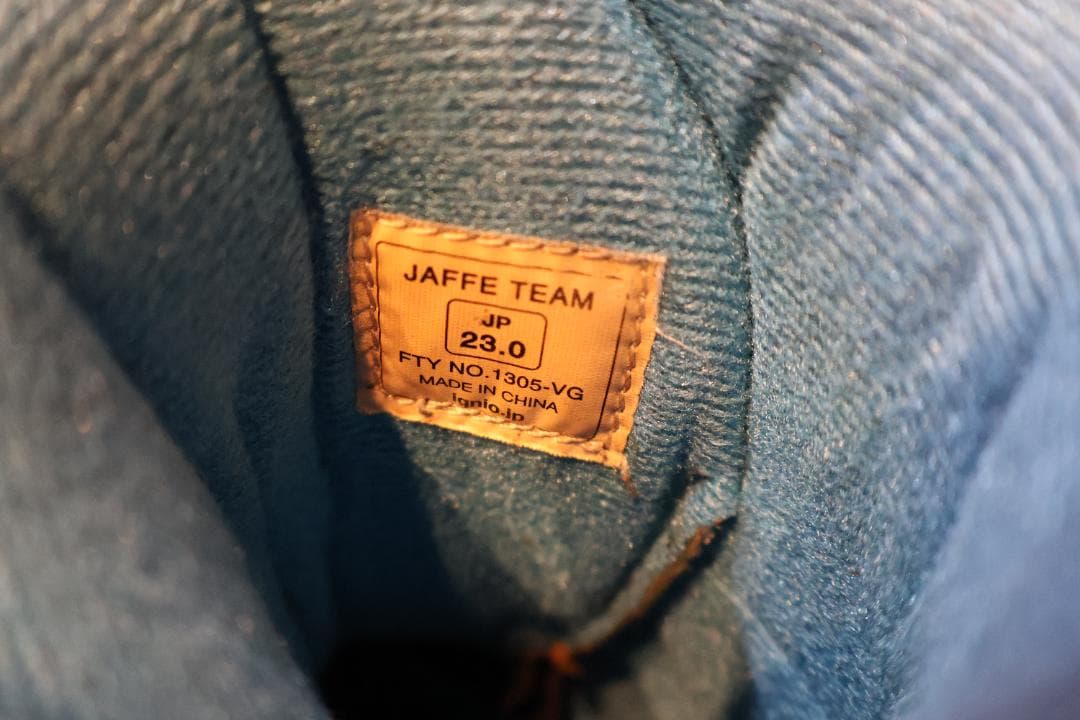 JAFFE TEAM
JP
23.0
FTY NO.1305-VG
MADE IN CHINA
ignio.jp